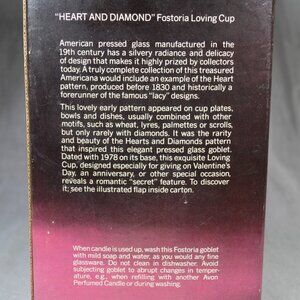 "HEART AND DIAMOND" Fostoria Loving Cup
American pressed glass manufactured in the
19th century has a silvery radiance and delicacy
of design that makes it highly prized by collectors
today. A truly complete collection of this treasured
Americana would include an example of the Heart
pattern, produced before 1830 and historically a
forerunner of the famous "lacy" designs.
This lovely early pattern appeared on cup plates,
bowls and dishes, usually combined with other
motifs, such as wheat, lyres, palmettes or scrolls,
but only rarely with diamonds. It was the rarity
and beauty of the Hearts and Diamonds pattern
that inspired this elegant pressed glass goblet.
Dated with 1978 on its base, this exquisite Loving
Cup, designed especially for giving on Valentine's
Day, an anniversary, or other special occasion,
reveals a romantic "secret" feature. To discover
it; see the illustrated flap inside carton.
When candle is used up, wash this Fostoria goblet
with mild soap and water, as you would any fine
glassware. Do not clean in dishwasher. Avoid
subjecting goblet to abrupt changes in temper-
ature, e.g., when refilling with another Avon
Perfumed Candle or during washing.